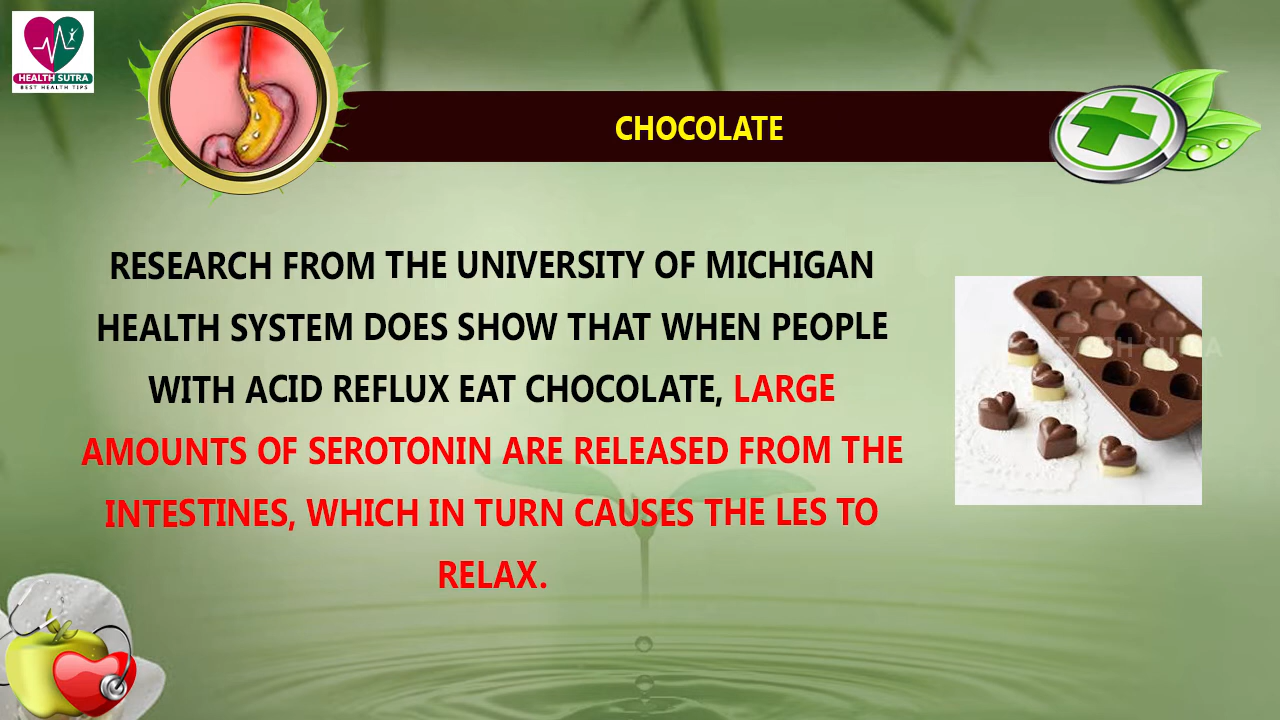 HEALTH SUTRA
BEST HEALTH TIPS
CHOCOLATE
RESEARCH FROM THE UNIVERSITY OF MICHIGAN
HEALTH SYSTEM DOES SHOW THAT WHEN PEOPLE
WITH ACID REFLUX EAT CHOCOLATE, LARGE
AMOUNTS OF SEROTONIN ARE RELEASED FROM THE
INTESTINES, WHICH IN TURN CAUSES THE LES TO
RELAX.
HEALTH SUTRA